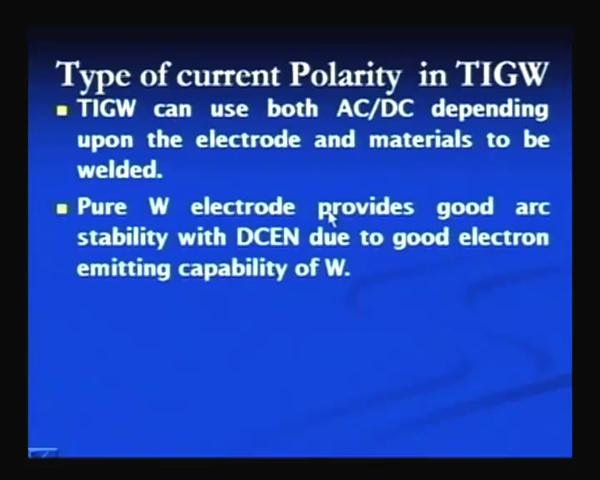 Type of current Polarity in TIGW
TIGW can use both AC/DC depending
upon the electrode and materials to be
welded.
Pure W electrode provides good arc
stability with DCEN due to good electron
emitting capability of W.